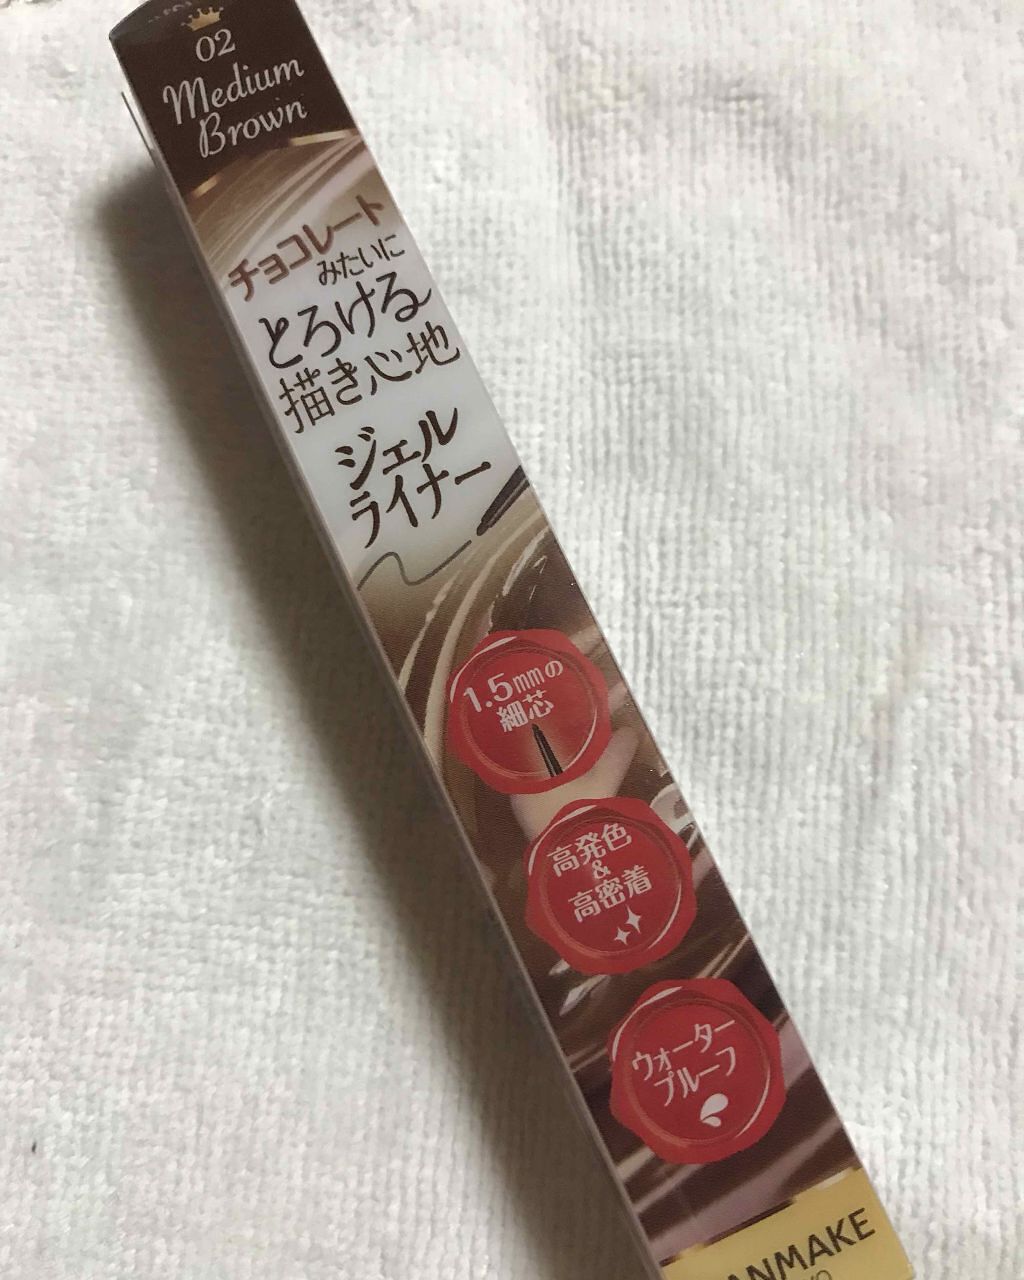 02
Medium
Brown
チョコレート
みたいに
とろける
描き心地
ジェル
ライナー
1.5mmの
細芯
高発色
&
高密着
ウォーター
プルーフ
ANMAKE